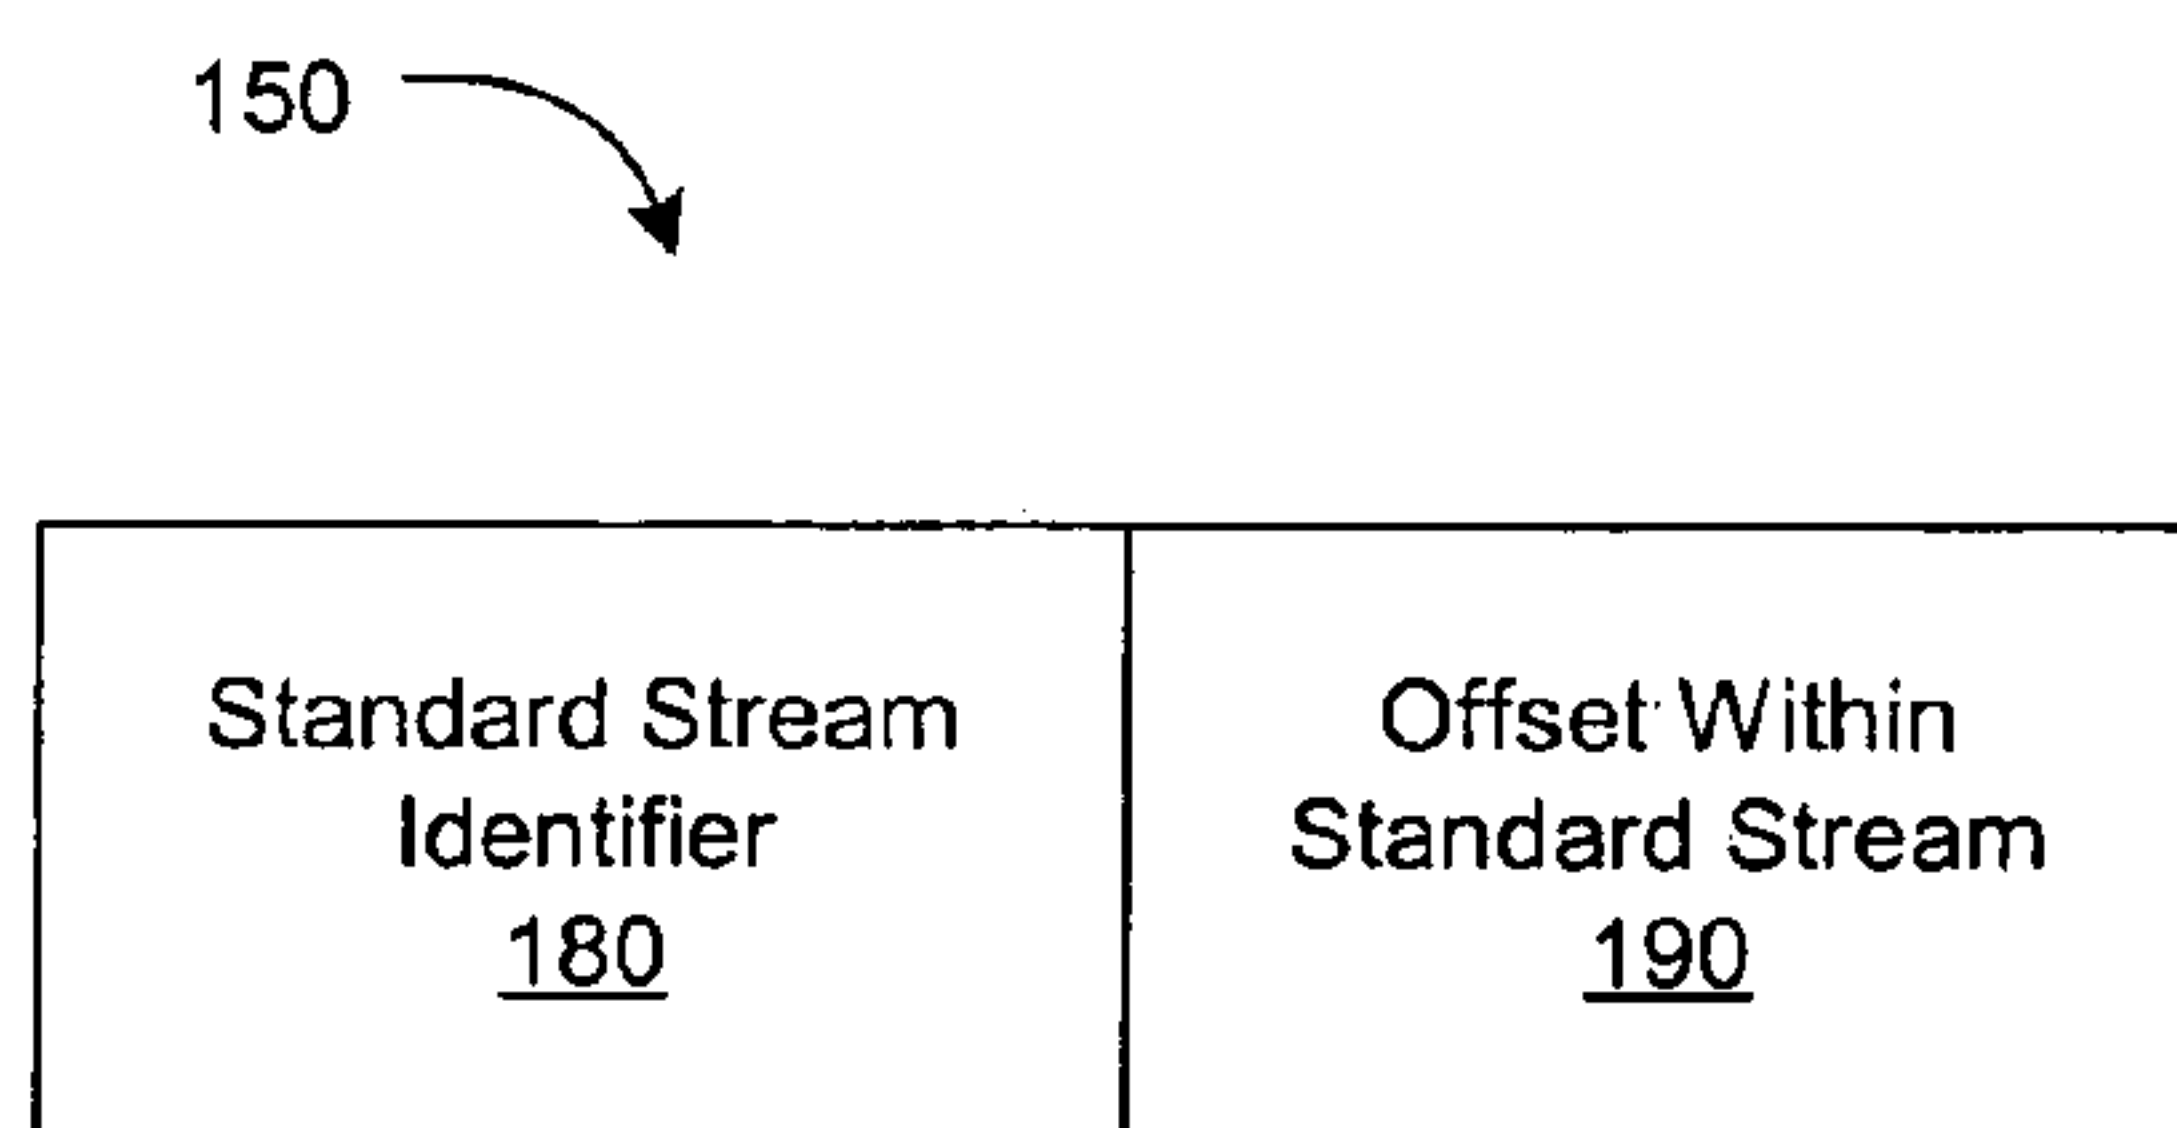 150
Standard Stream
Identifier
180
Offset Within
Standard Stream
190